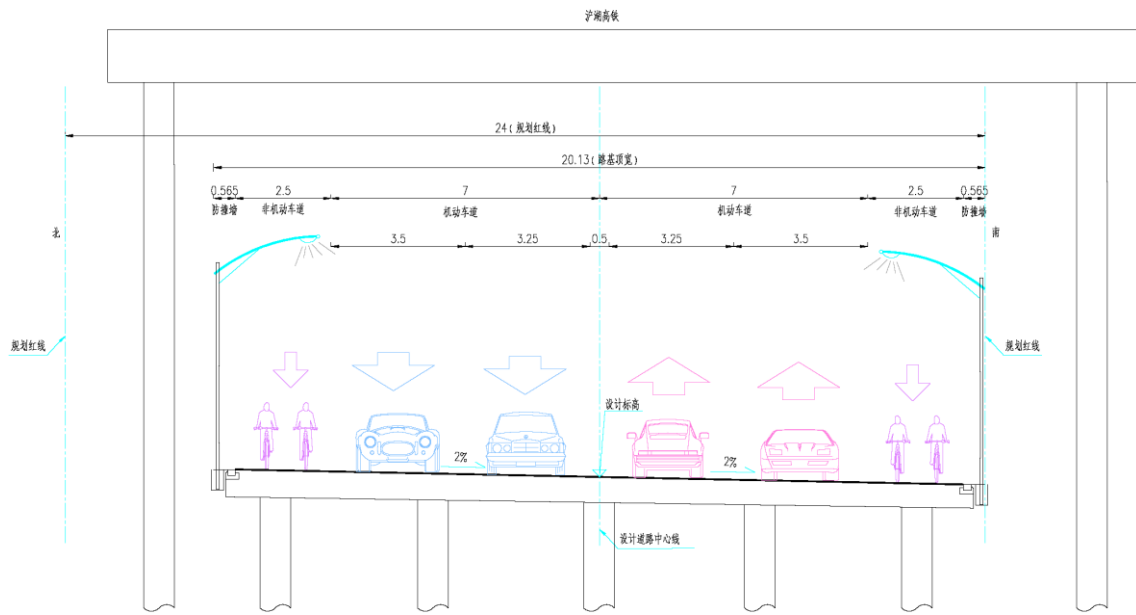 沪湖高铁
24(规划红线)
20.13(路基顶宽)
0.565 2.5 7 7 2.5 0.565
防撞墙 非机动车道 机动车道 机动车道 非机动车道 防撞墙
北 南
3.5 3.25 0.5 3.25 3.5
规划红线 规划红线
设计标高
2% 2%
设计道路中心线